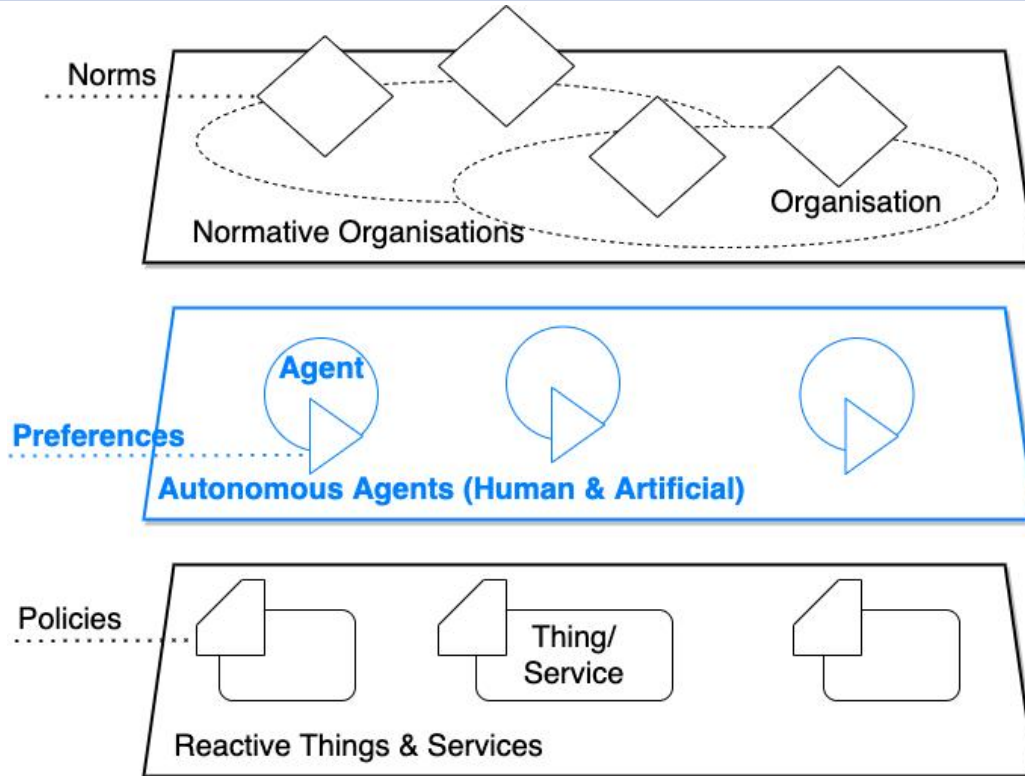 Norms
Organisation
Normative Organisations
Agent
Preferences
Autonomous Agents (Human & Artificial)
Policies
Thing/
Service
Reactive Things & Services